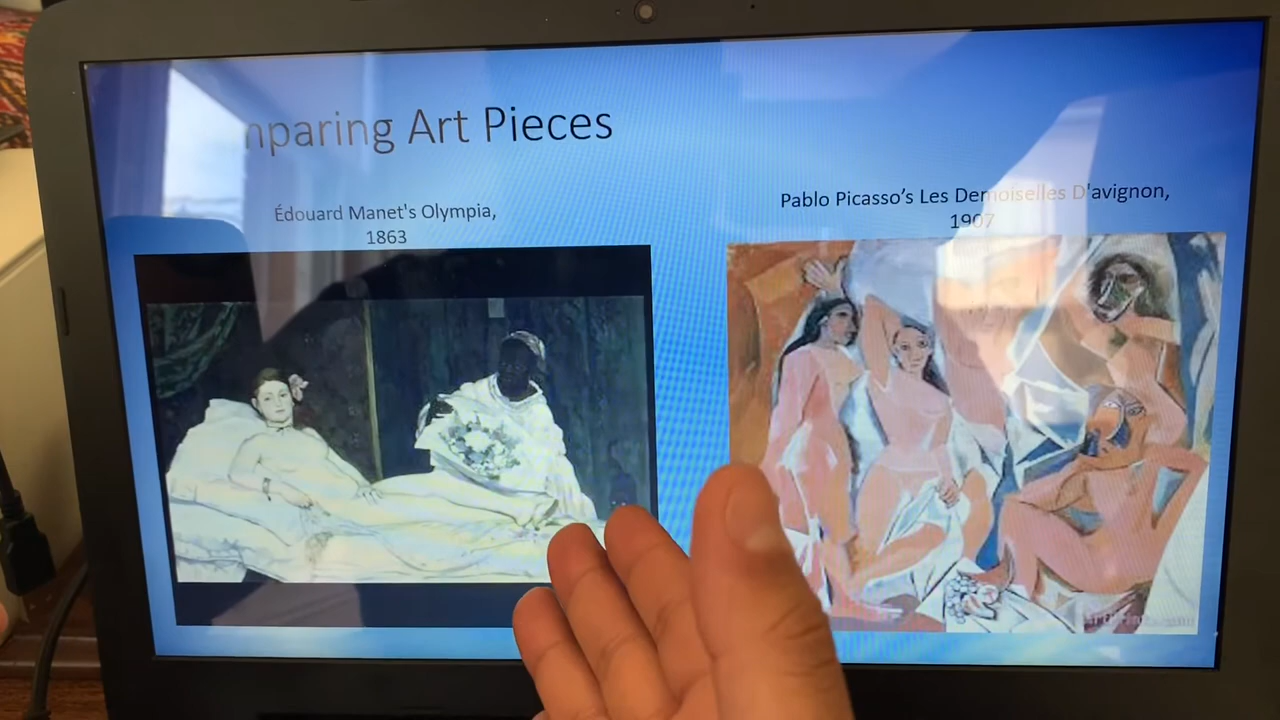 nparing Art Pieces
Édouard Manet's Olympia,
1863
Pablo Picasso’s Les Demoiselles D'avignon,
1907